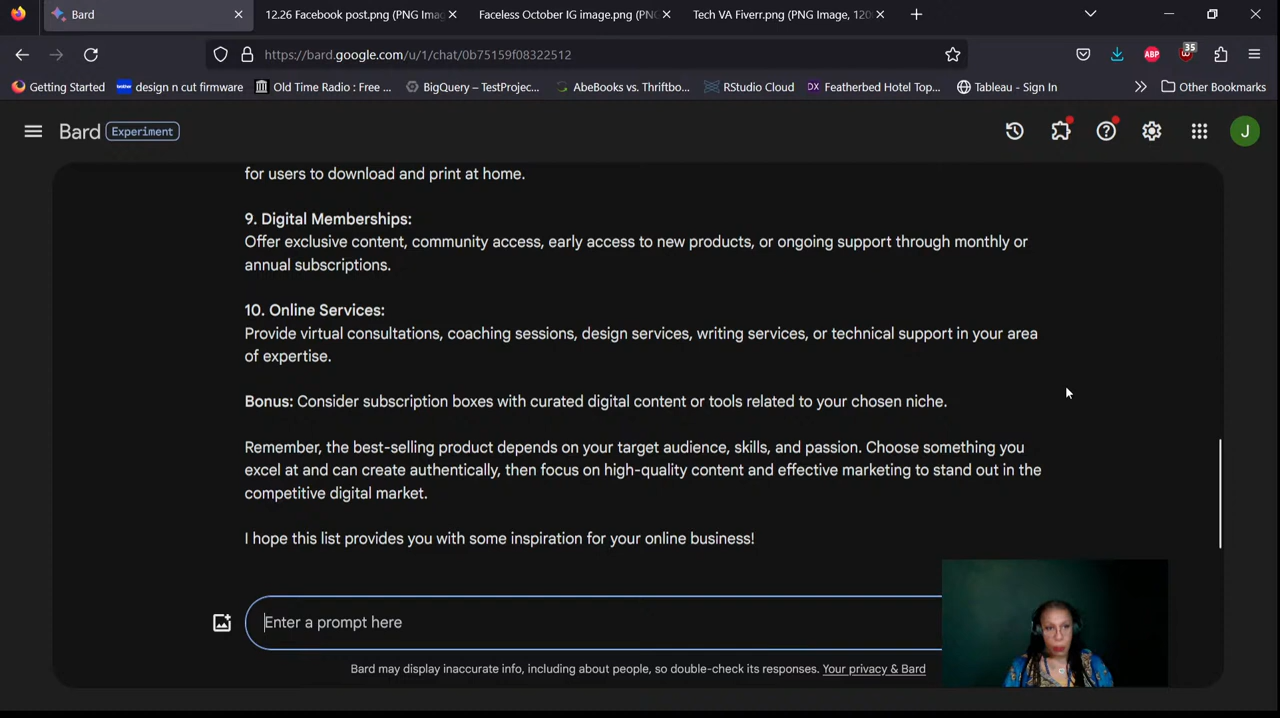 Bard
12.26 Facebook post.png (PNG Imag
Faceless October IG image.png (PNG
Tech VA Fiverr.png (PNG Image, 120
https://bard.google.com/u/1/chat/0b75159f08322512
ABP
35
Getting Started
design n cut firmware
Old Time Radio : Free ...
BigQuery – TestProjec...
AbeBooks vs. Thriftbo...
RStudio Cloud
DX Featherbed Hotel Top...
Tableau - Sign In
Other Bookmarks
Bard Experiment
J
for users to download and print at home.
9. Digital Memberships:
Offer exclusive content, community access, early access to new products, or ongoing support through monthly or
annual subscriptions.
10. Online Services:
Provide virtual consultations, coaching sessions, design services, writing services, or technical support in your area
of expertise.
Bonus: Consider subscription boxes with curated digital content or tools related to your chosen niche.
Remember, the best-selling product depends on your target audience, skills, and passion. Choose something you
excel at and can create authentically, then focus on high-quality content and effective marketing to stand out in the
competitive digital market.
I hope this list provides you with some inspiration for your online business!
Enter a prompt here
Bard may display inaccurate info, including about people, so double-check its responses. Your privacy & Bard